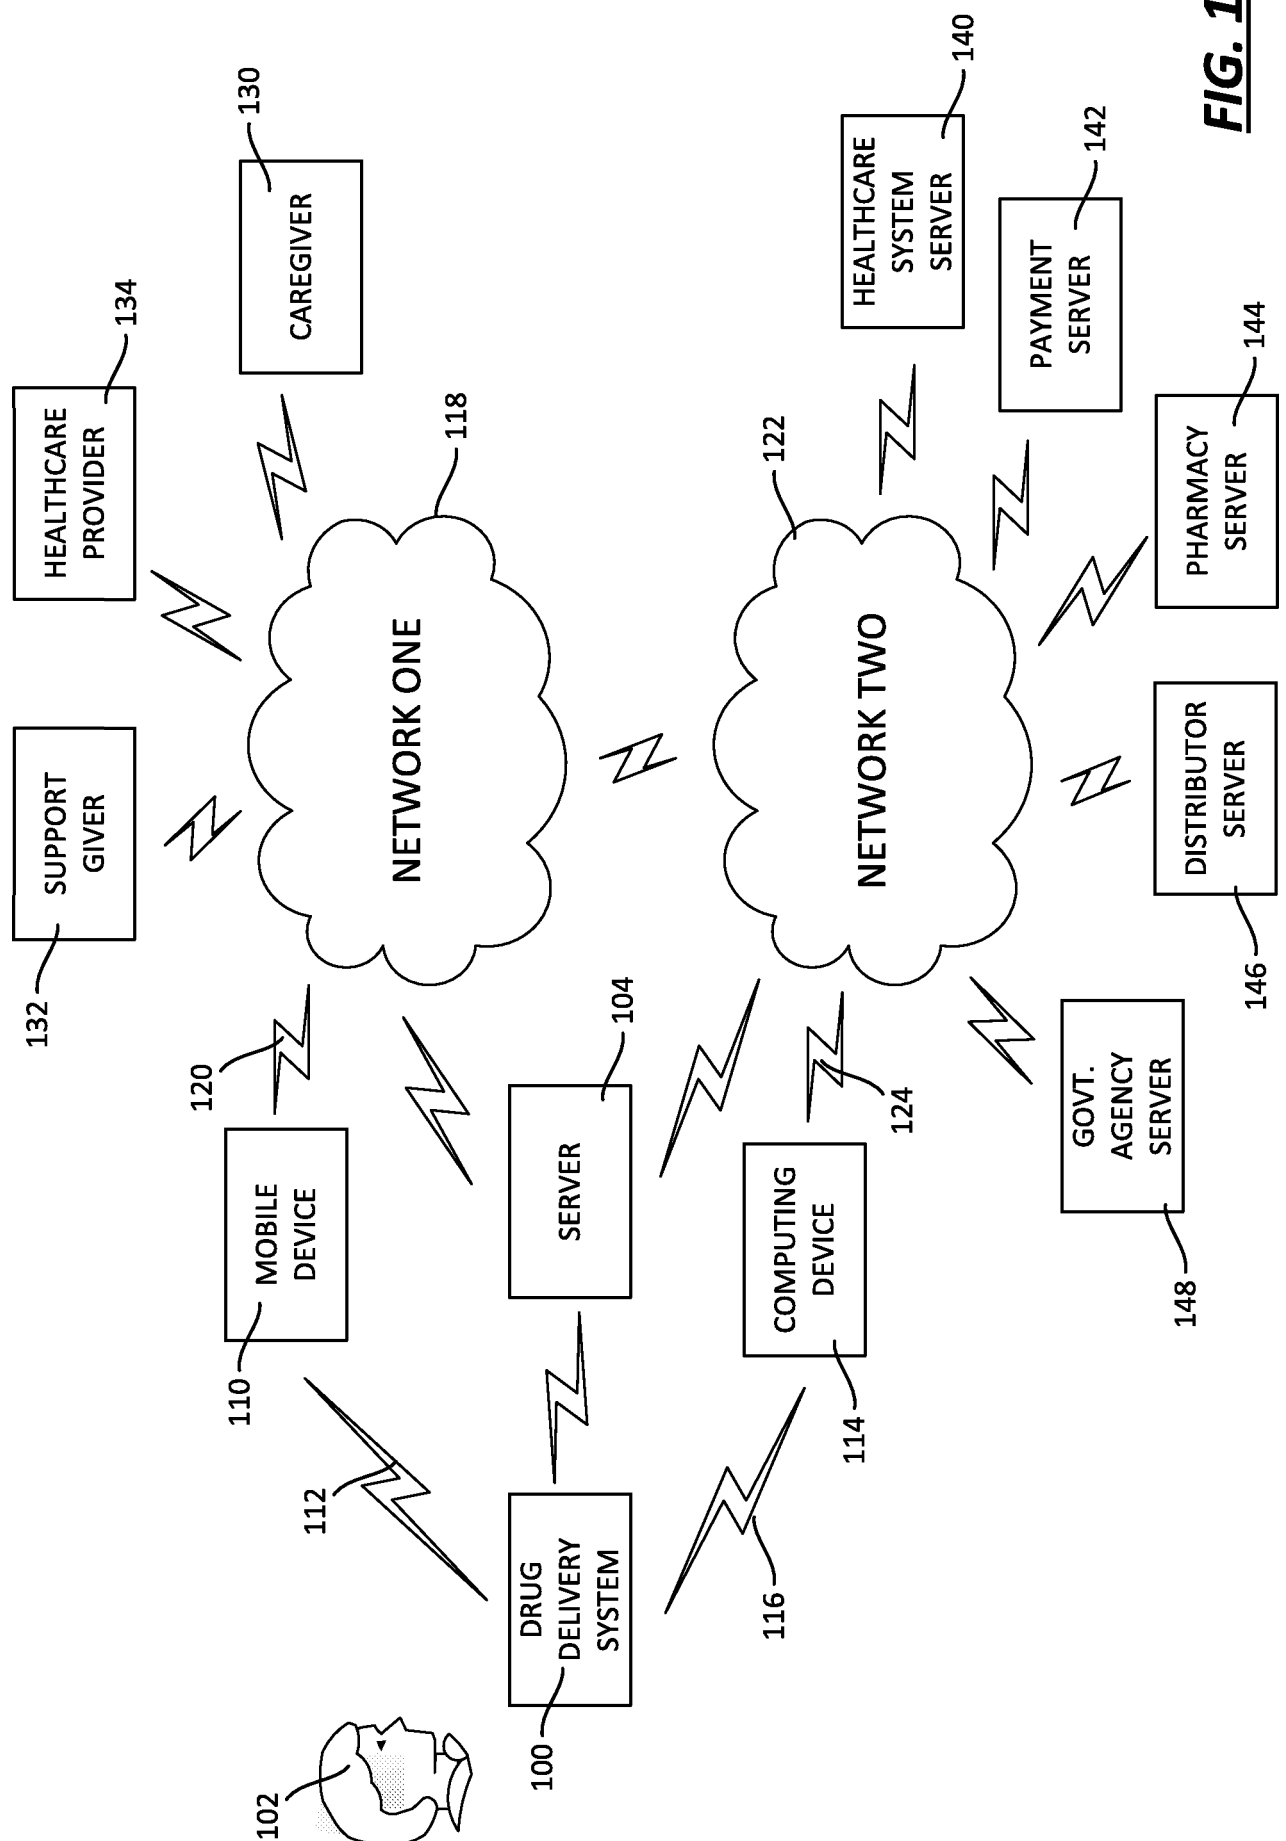 102
100
DRUG
DELIVERY
SYSTEM
112
116
110
MOBILE
DEVICE
120
SERVER
104
114
COMPUTING
DEVICE
124
132
SUPPORT
GIVER
HEALTHCARE
PROVIDER
134
CAREGIVER
130
NETWORK ONE
118
NETWORK TWO
122
HEALTHCARE
SYSTEM
SERVER
140
PAYMENT
SERVER
142
PHARMACY
SERVER
144
DISTRIBUTOR
SERVER
146
GOVT.
AGENCY
SERVER
148
FIG. 1